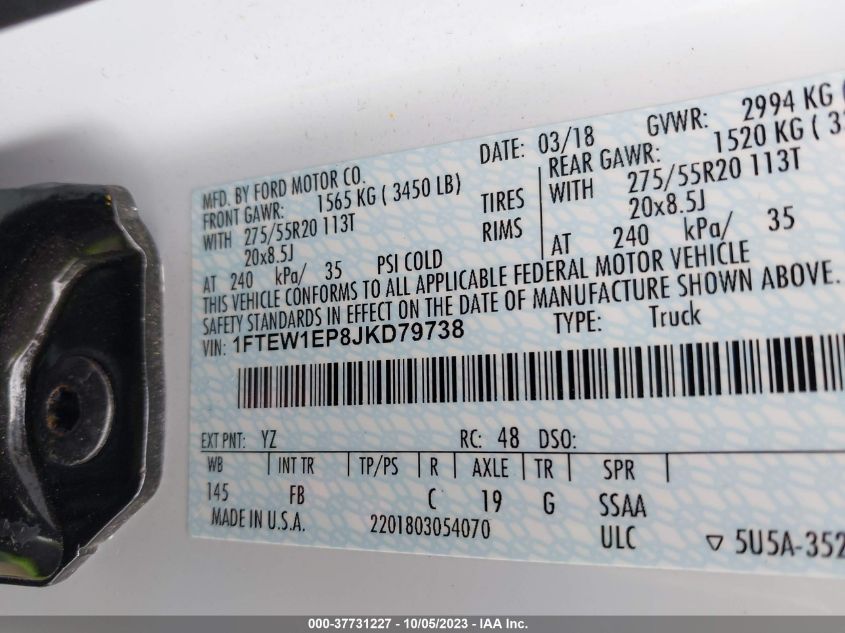 MFD. BY FORD MOTOR CO. DATE: 03/18 GVWR: 2994 KG (
FRONT GAWR: 1565 KG ( 3450 LB) REAR GAWR: 1520 KG (
WITH 275/55R20 113T TIRES WITH 275/55R20 113T
20x8.5J RIMS 20x8.5J
AT 240 kPa/ 35 PSI COLD AT 240 kPa/ 35
THIS VEHICLE CONFORMS TO ALL APPLICABLE FEDERAL MOTOR VEHICLE
SAFETY STANDARDS IN EFFECT ON THE DATE OF MANUFACTURE SHOWN ABOVE.
VIN: 1FTEW1EP8JKD79738 TYPE: Truck
EXT PNT: YZ RC: 48 DSO:
WB INT TR TP/PS R AXLE TR SPR
145 FB C 19 G SSAA
MADE IN U.S.A. 2201803054070 ULC ▽ 5U5A-352
000-37731227 - 10/05/2023 - COPYRIGHT IAA, LLC.